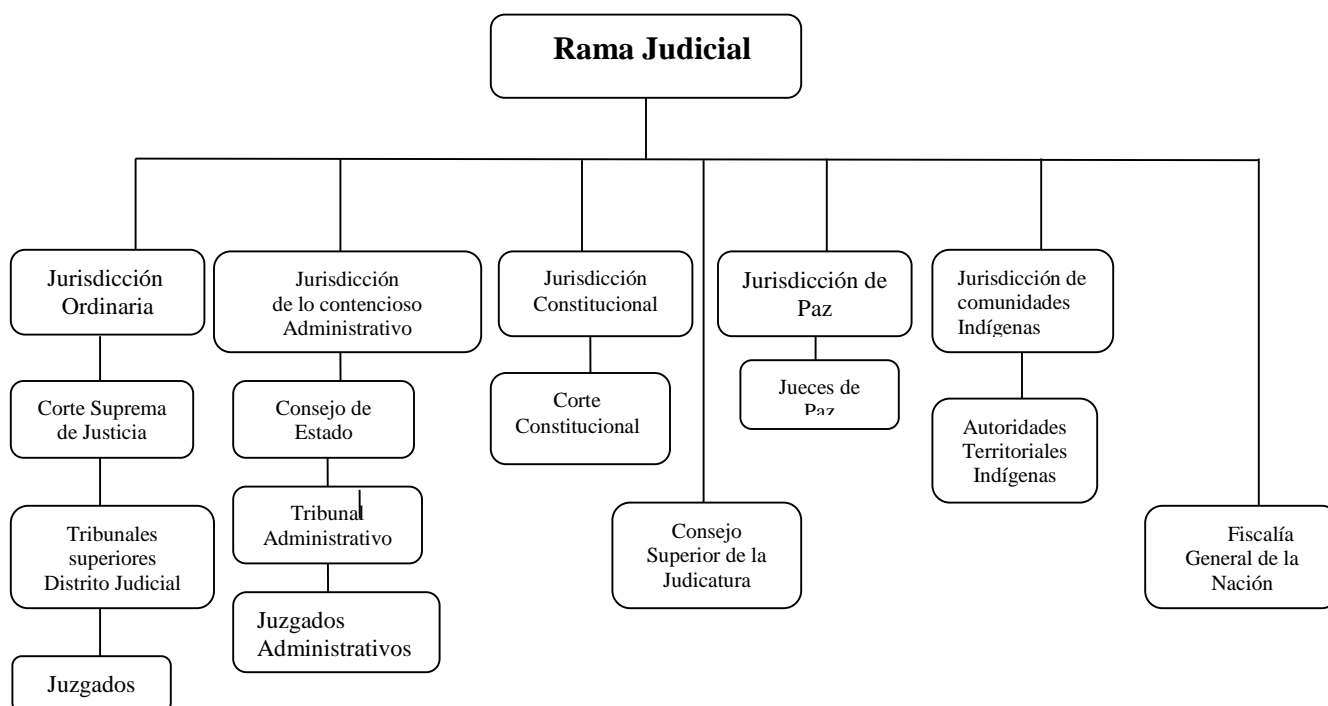 Rama Judicial
Jurisdicción
Ordinaria
Jurisdicción
de lo contencioso
Administrativo
Jurisdicción
Constitucional
Jurisdicción de
Paz
Jurisdicción de
comunidades
Indígenas
Corte Suprema
de Justicia
Consejo de
Estado
Corte
Constitucional
Jueces de
Paz
Autoridades
Territoriales
Indígenas
Tribunales
superiores
Distrito Judicial
Tribunal
Administrativo
Consejo
Superior de la
Judicatura
Fiscalía
General de la
Nación
Juzgados
Administrativos
Juzgados